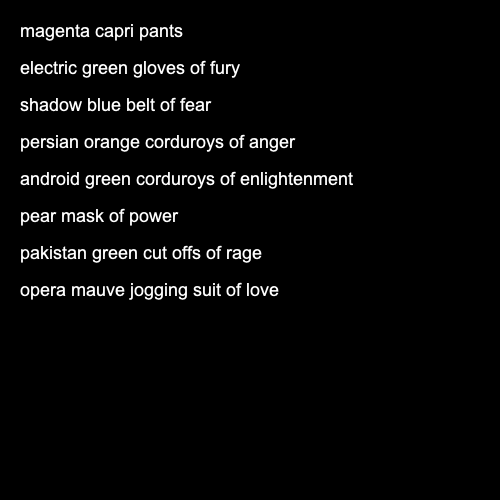 magenta capri pants
electric green gloves of fury
shadow blue belt of fear
persian orange corduroys of anger
android green corduroys of enlightenment
pear mask of power
pakistan green cut offs of rage
opera mauve jogging suit of love